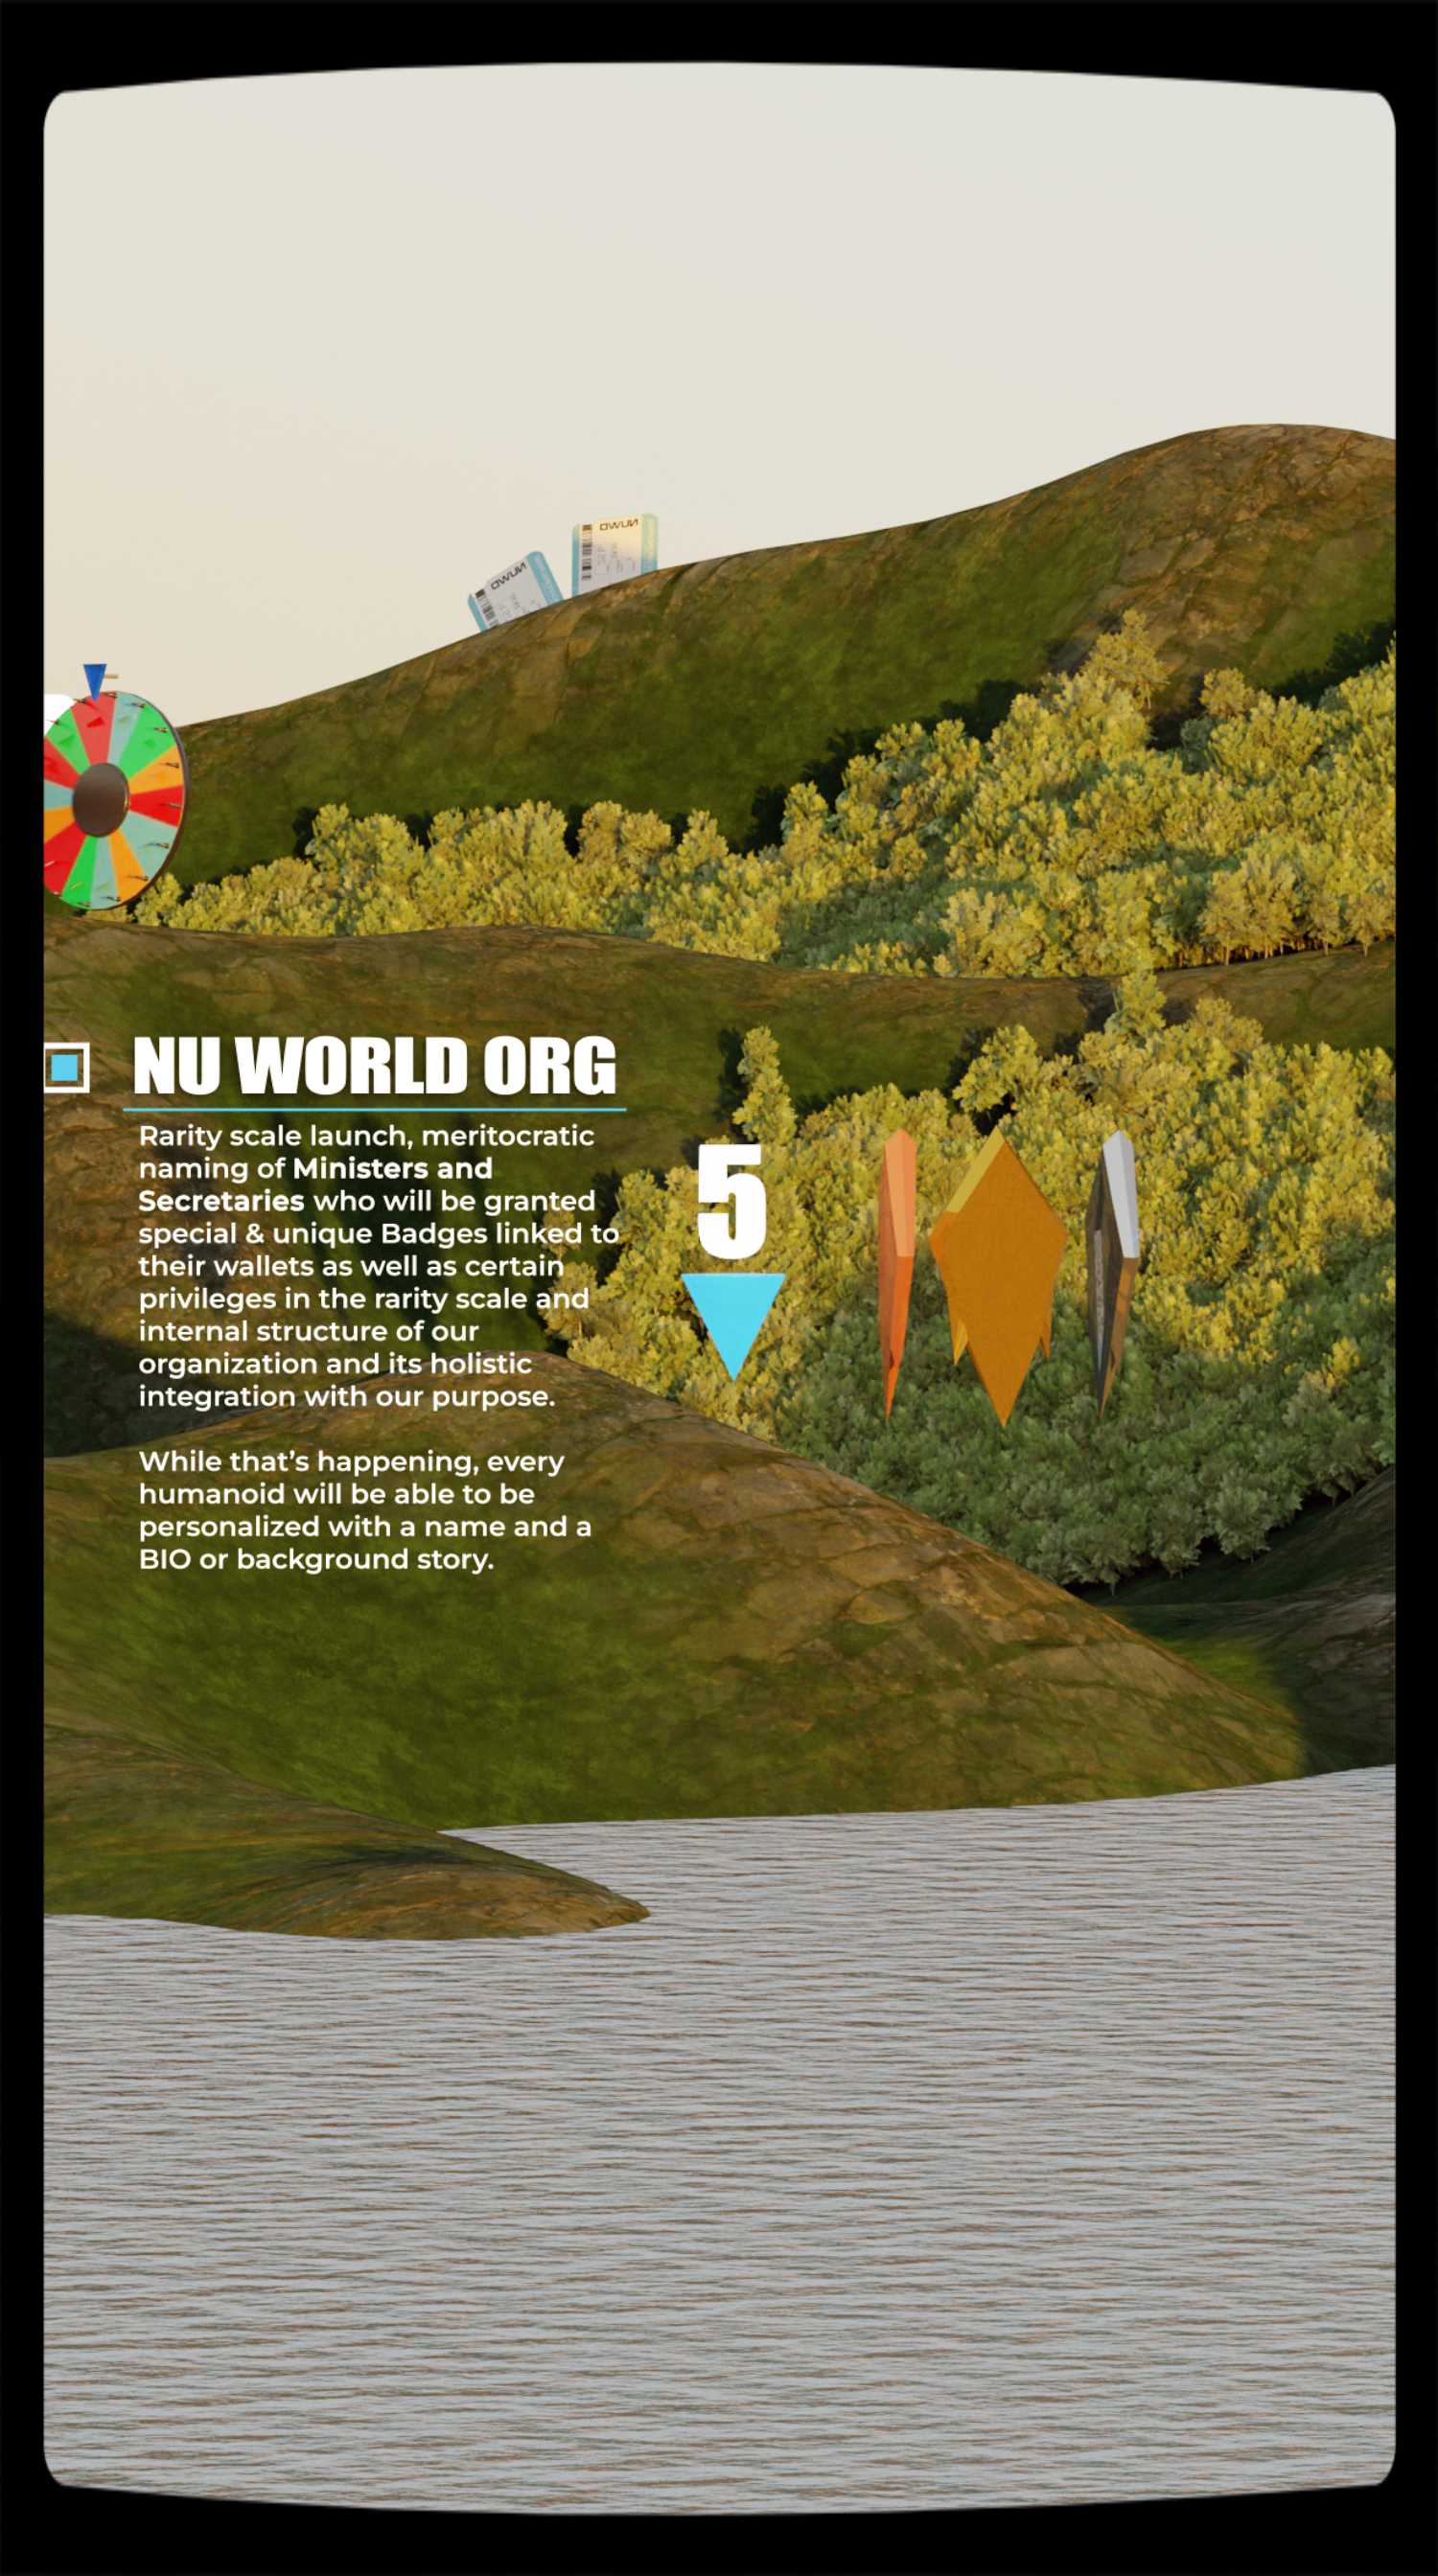 NUWD
NUWD
NU WORLD ORG
Rarity scale launch, meritocratic
naming of Ministers and
Secretaries who will be granted
special & unique Badges linked to
their wallets as well as certain
privileges in the rarity scale and
internal structure of our
organization and its holistic
integration with our purpose.
While that's happening, every
humanoid will be able to be
personalized with a name and a
BIO or background story.
5